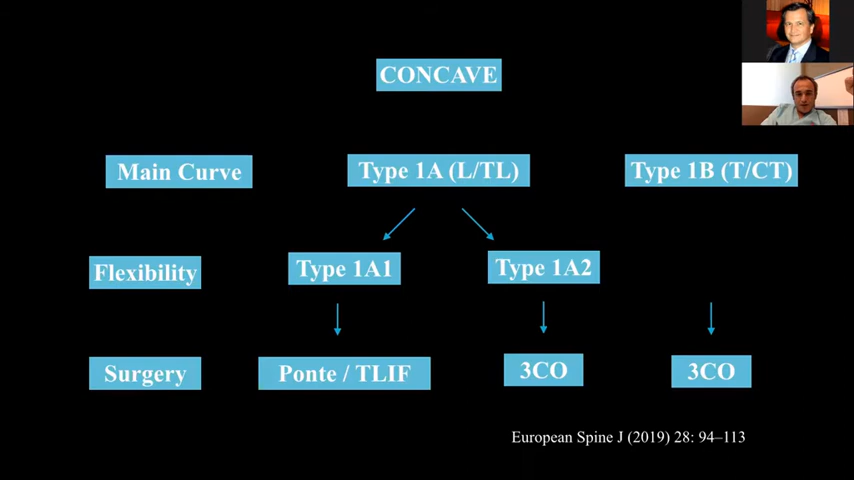 CONCAVE
Main Curve
Type 1A (L/TL)
Type 1B (T/CT)
Flexibility
Type 1A1
Type 1A2
Surgery
Ponte / TLIF
3CO
3CO
European Spine J (2019) 28: 94–113